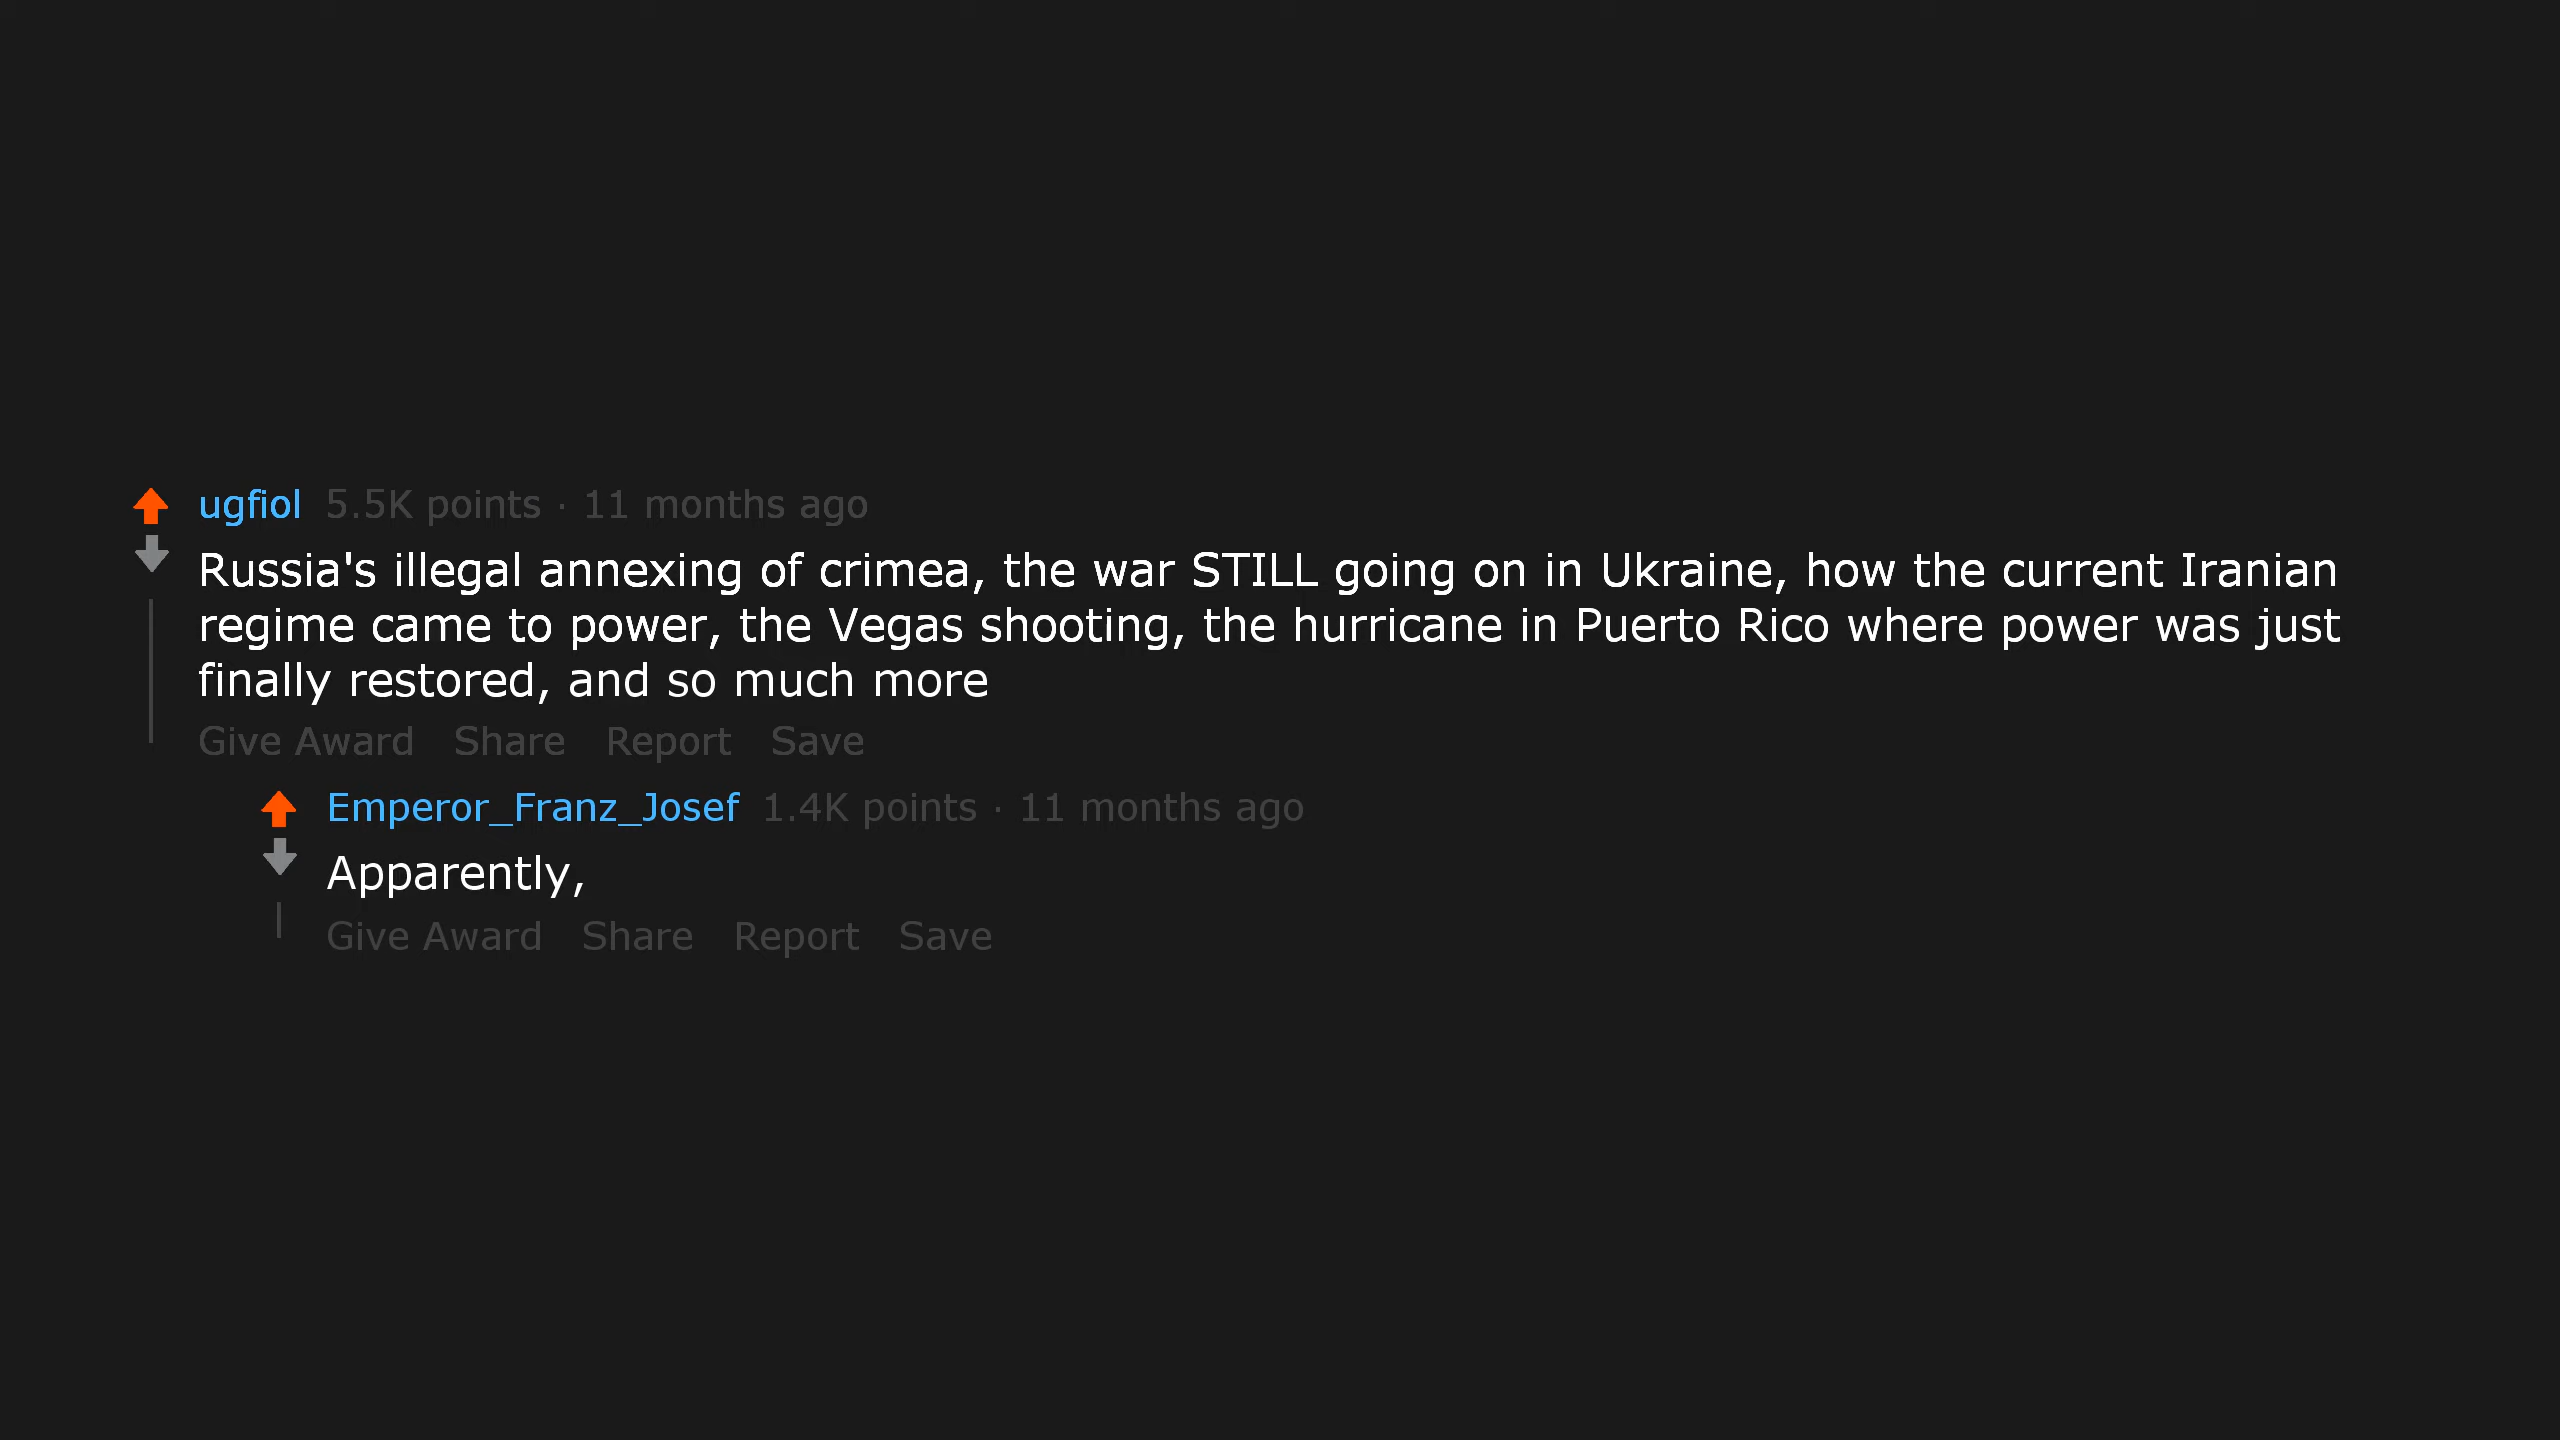 ugfiol 5.5K points · 11 months ago
Russia's illegal annexing of crimea, the war STILL going on in Ukraine, how the current Iranian
regime came to power, the Vegas shooting, the hurricane in Puerto Rico where power was just
finally restored, and so much more
Give Award Share Report Save
Emperor_Franz_Josef 1.4K points · 11 months ago
Apparently,
Give Award Share Report Save